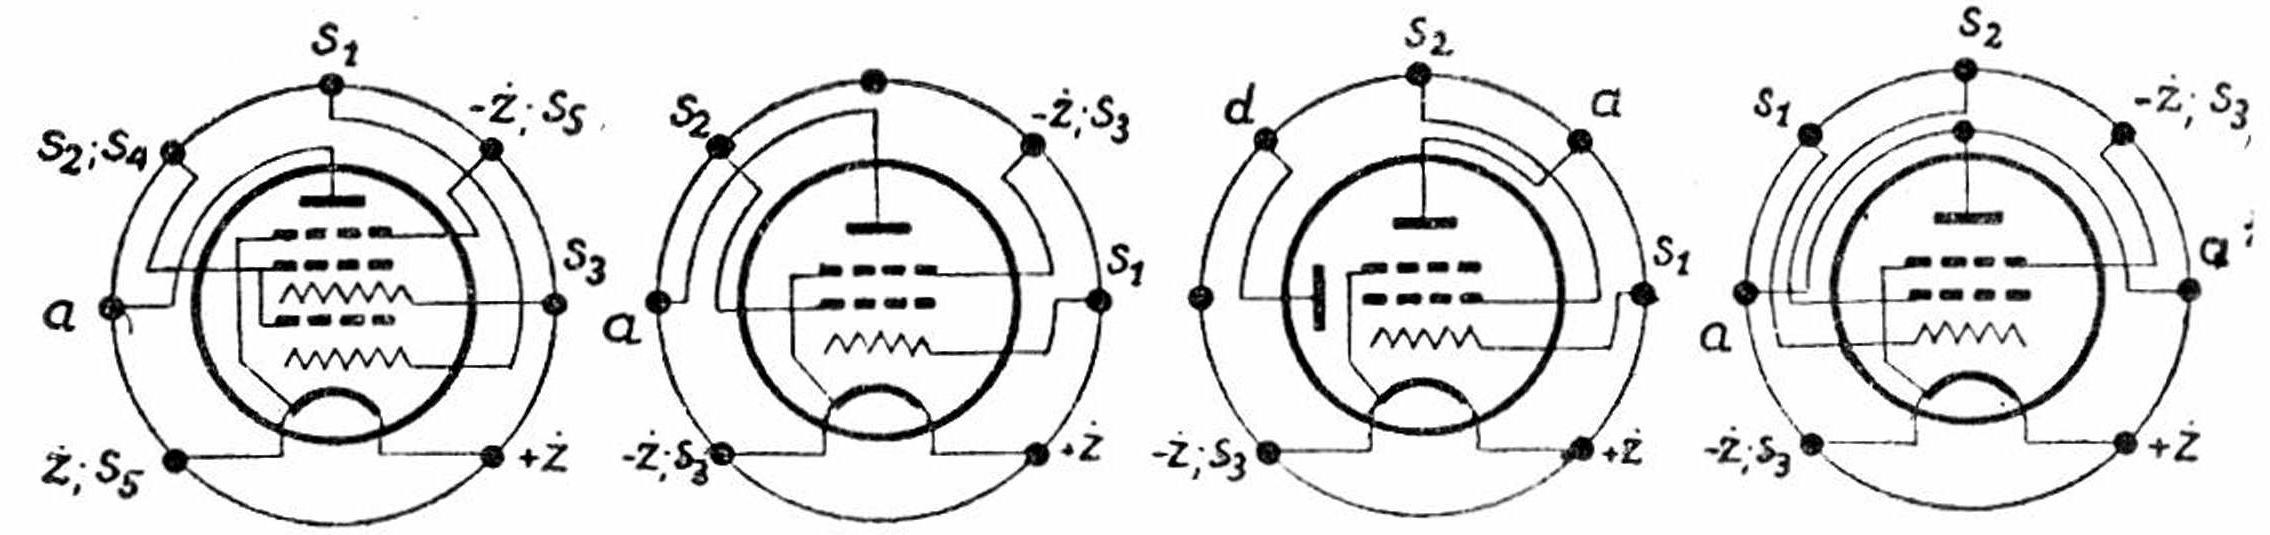 S1
-ż; S5
S2; S4
S3
a
ż; S5
+ż
S2
-ż; S3
S1
a
-ż; S3
+ż
S2
d
a
S1
-ż; S3
+ż
S2
S1
-ż; S3
a
a
-ż; S3
+ż